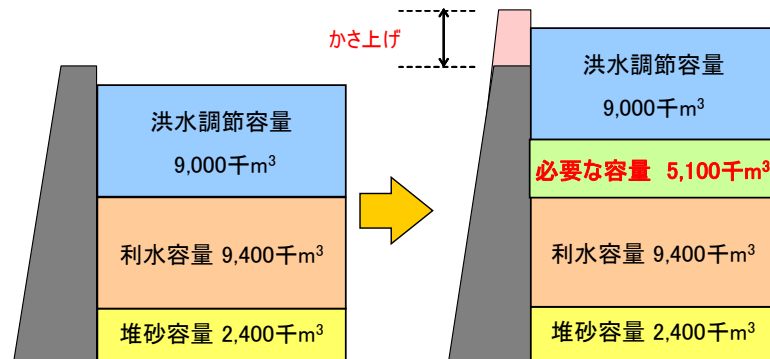 かさ上げ
洪水調節容量
9,000千m³
利水容量 9,400千m³
堆砂容量 2,400千m³
洪水調節容量
9,000千m³
必要な容量 5,100千m³
利水容量 9,400千m³
堆砂容量 2,400千m³